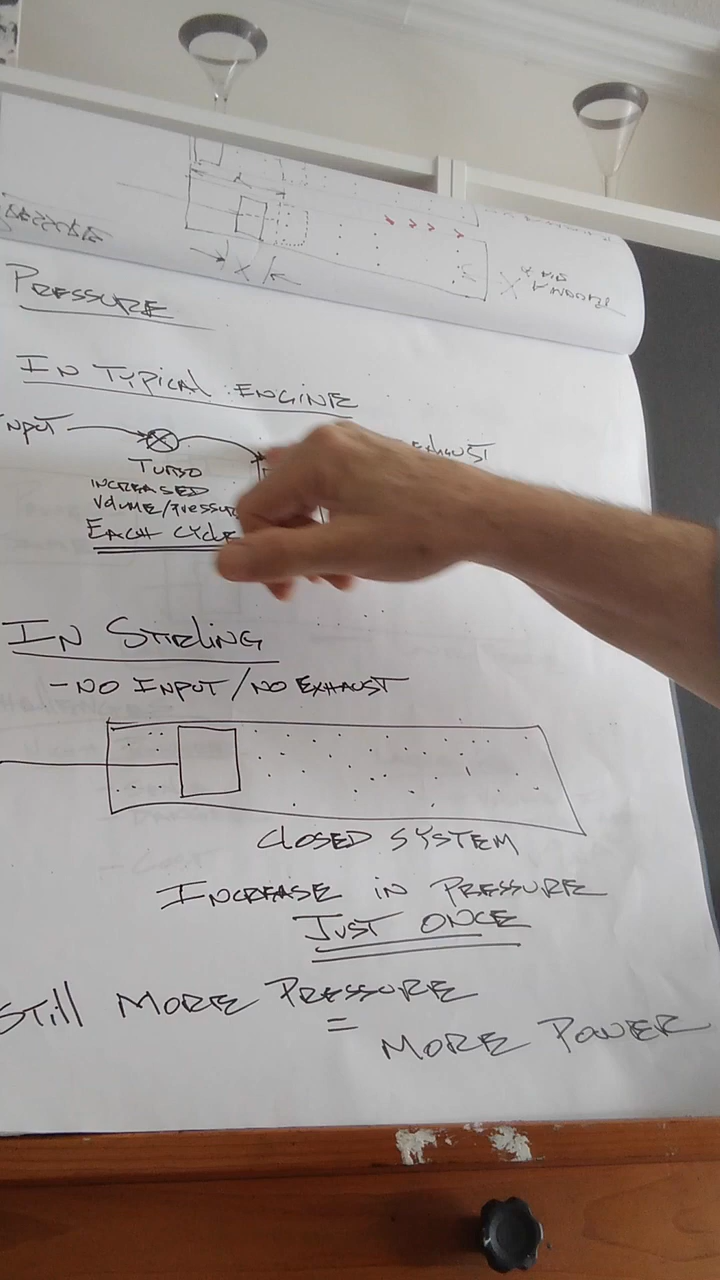 X
PRESSURE
IN TYPICAL ENGINE
INPUT
EXHAUST
TURBO
INCREASED
VOLUME/PRESSURE
EACH CYCLE
IN STIRLING
- NO INPUT / NO EXHAUST
CLOSED SYSTEM
INCREASE IN PRESSURE
JUST ONCE
STILL MORE PRESSURE
=
MORE POWER